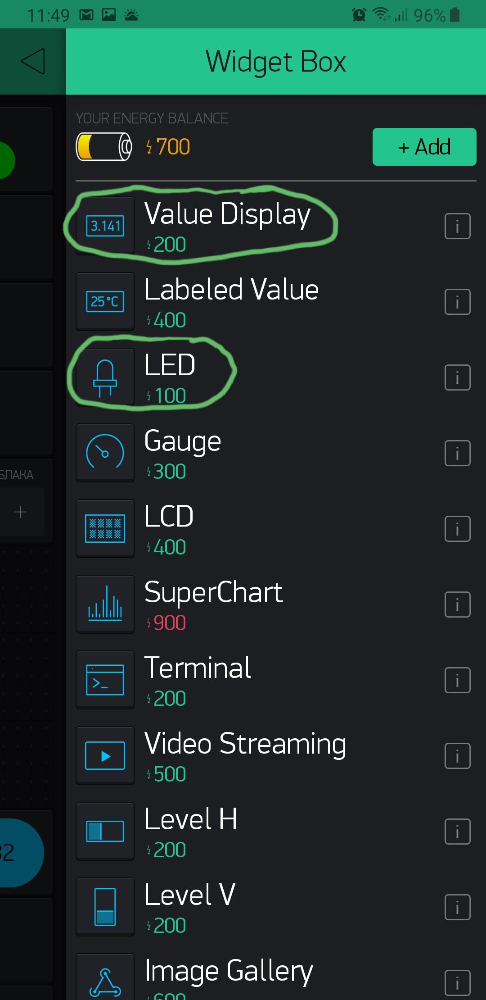 11:49
96%
Widget Box
YOUR ENERGY BALANCE
700
+ Add
3.141
Value Display
200
i
25°C
Labeled Value
400
i
LED
100
i
Gauge
300
i
БЛАКА
+
LCD
400
i
SuperChart
900
i
>_
Terminal
200
i
Video Streaming
500
i
Level H
200
i
32
Level V
200
i
Image Gallery
600
i